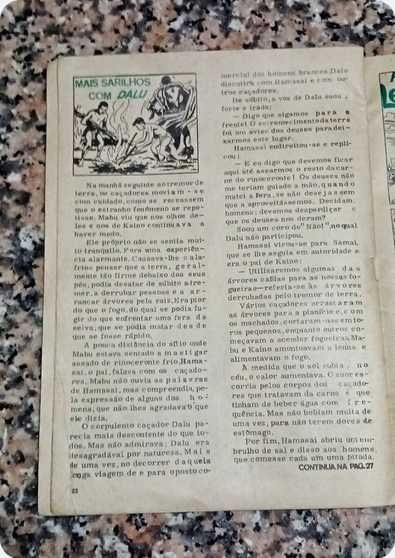 MAIS SARILHOS
COM DALU
Na manhã seguinte ao tremor de
terra, os caçadores moviam-se
com cuidado, como se receassem
que o estranho fenómeno se repe-
tisse. Mabu viu que nos olhos de-
les e nos de Kaino continuava a
haver medo.
Ele próprio não se sentia muito
tranquilo. Fora uma experiên-
cia alarmante. Causava-lhe cala-
frios pensar que a terra, geral-
mente tão firme debaixo dos seus
pés, podia desatar de súbito a tre-
mer, a derrubar pessoas e a ar-
rancar árvores pela raiz. Era pior
do que o fogo, do qual se podia fu-
gir do que enfrentar uma fera da
selva, que se podia matar desde
que se fosse rápido.
A pouca distância do sítio onde
Mabu estava sentado a mastigar
assado de rinoceronte frio, Hama-
sai, o pai, falava com os caçado-
res. Mabu não ouvia as palavras
de Hamasai, mas compreendia, pe-
la expressão de alguns dos ho-
mens, que não lhes agradava o que
ele dizia.
O corpulento caçador Dalu pa-
recia mais descontente do que to-
dos. Mas não admirava; Dalu era
desagradável por natureza. Mais
de uma vez, no decorrer daquela
longa viagem de e para o posto co-
mercial dos homens brancos, Dalo
discutira com Hamasai e com ou-
tros caçadores.
De súbito, a voz de Dalu soou,
forte e irada:
— Digo que sigamos para a
frente! O estremecimento da terra
foi um aviso dos deuses para dei-
xarmos este lugar.
Hamasai endireitou-se e repli-
cou:
— E eu digo que devemos ficar
aqui até assarmos o resto da car-
ne do rinoceronte! Os deuses não
me teriam guiado a mão, quando
matei a fera, se não desejassem
que a aproveitássemos. Decidam,
homens: devemos desperdiçar o
que os deuses nos deram?
Soou um coro de "Não", no qual
Dalu não participou.
Hamasai virou-se para Samai,
que se lhe seguia em autoridade e
era o pai de Kaino:
— Utilizaremos algumas das
árvores caídas para as nossas fo-
gueiras — referia-se às árvores
derrubadas pelo tremor de terra.
Vários caçadores arrastaram
as árvores para a planície e, com
os machados, cortaram-nas em to-
ros pequenos, enquanto outros co-
meçavam a acender fogueiras. Ma-
bu e Kaino amontoavam a lenha e
alimentavam o fogo.
À medida que o sol subia, no
céu, o calor aumentava. O suor es-
corria pelos corpos dos caçado-
res que tratavam da carne e que
tinham de beber água com fre-
quência. Mas não bebiam muita de
uma vez, para não terem dores de
estômago.
Por fim, Hamasai abriu um em-
brulho de sal e disse aos homens
que comesse cada um uma pitada.
CONTINUA NA PAG. 27
22